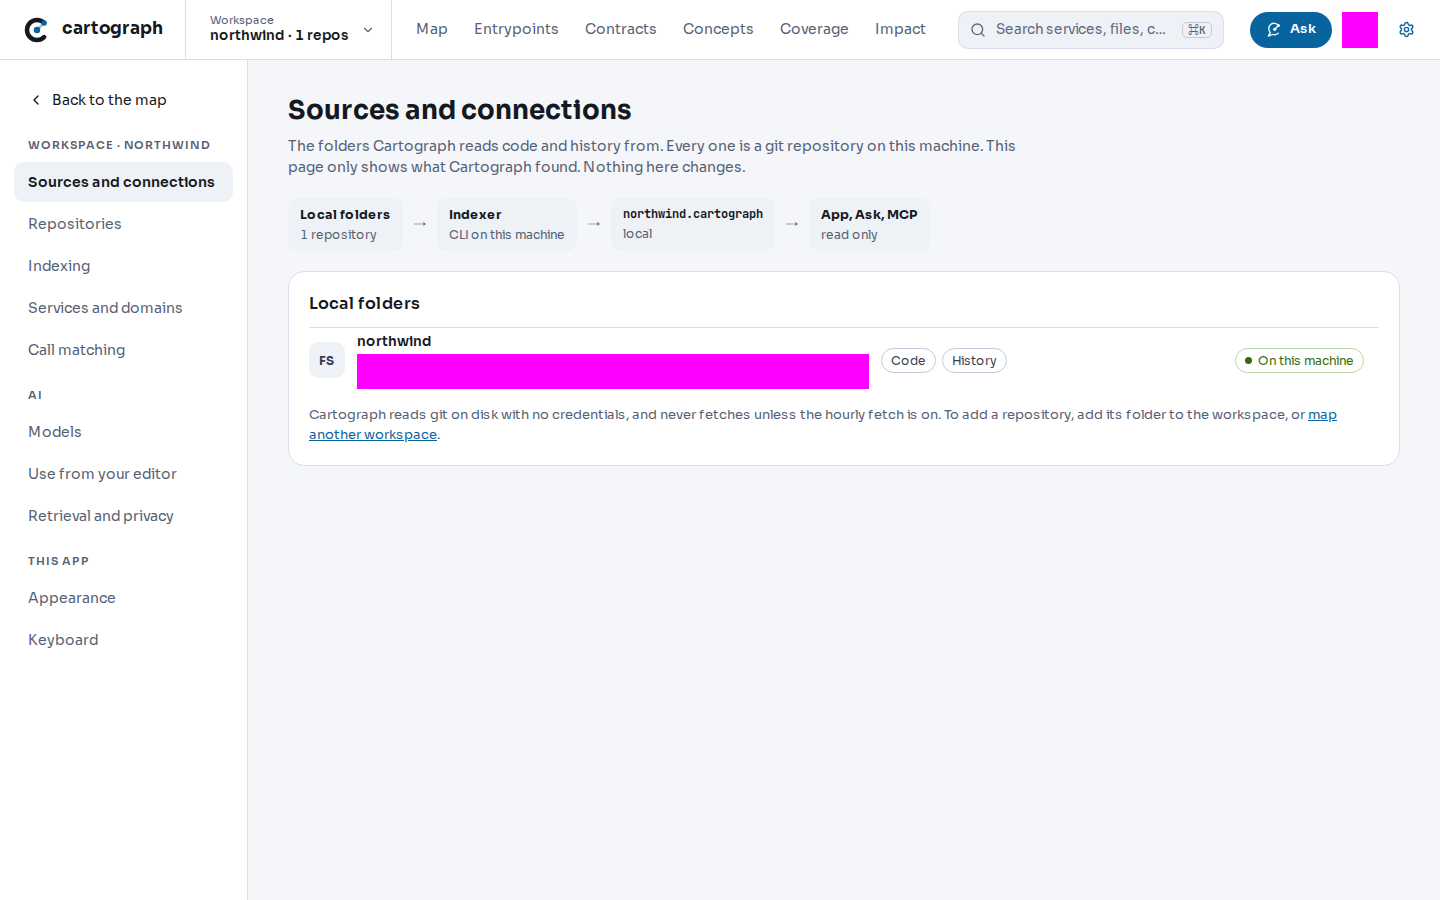 cartograph
Workspace
northwind · 1 repos
Map
Entrypoints
Contracts
Concepts
Coverage
Impact
Search services, files, c...
⌘K
Ask
Back to the map
WORKSPACE · NORTHWIND
Sources and connections
Repositories
Indexing
Services and domains
Call matching
AI
Models
Use from your editor
Retrieval and privacy
THIS APP
Appearance
Keyboard
Sources and connections
The folders Cartograph reads code and history from. Every one is a git repository on this machine. This
page only shows what Cartograph found. Nothing here changes.
Local folders
1 repository
→
Indexer
CLI on this machine
→
northwind.cartograph
local
→
App, Ask, MCP
read only
Local folders
FS
northwind
Code
History
On this machine
Cartograph reads git on disk with no credentials, and never fetches unless the hourly fetch is on. To add a repository, add its folder to the workspace, or map
another workspace.